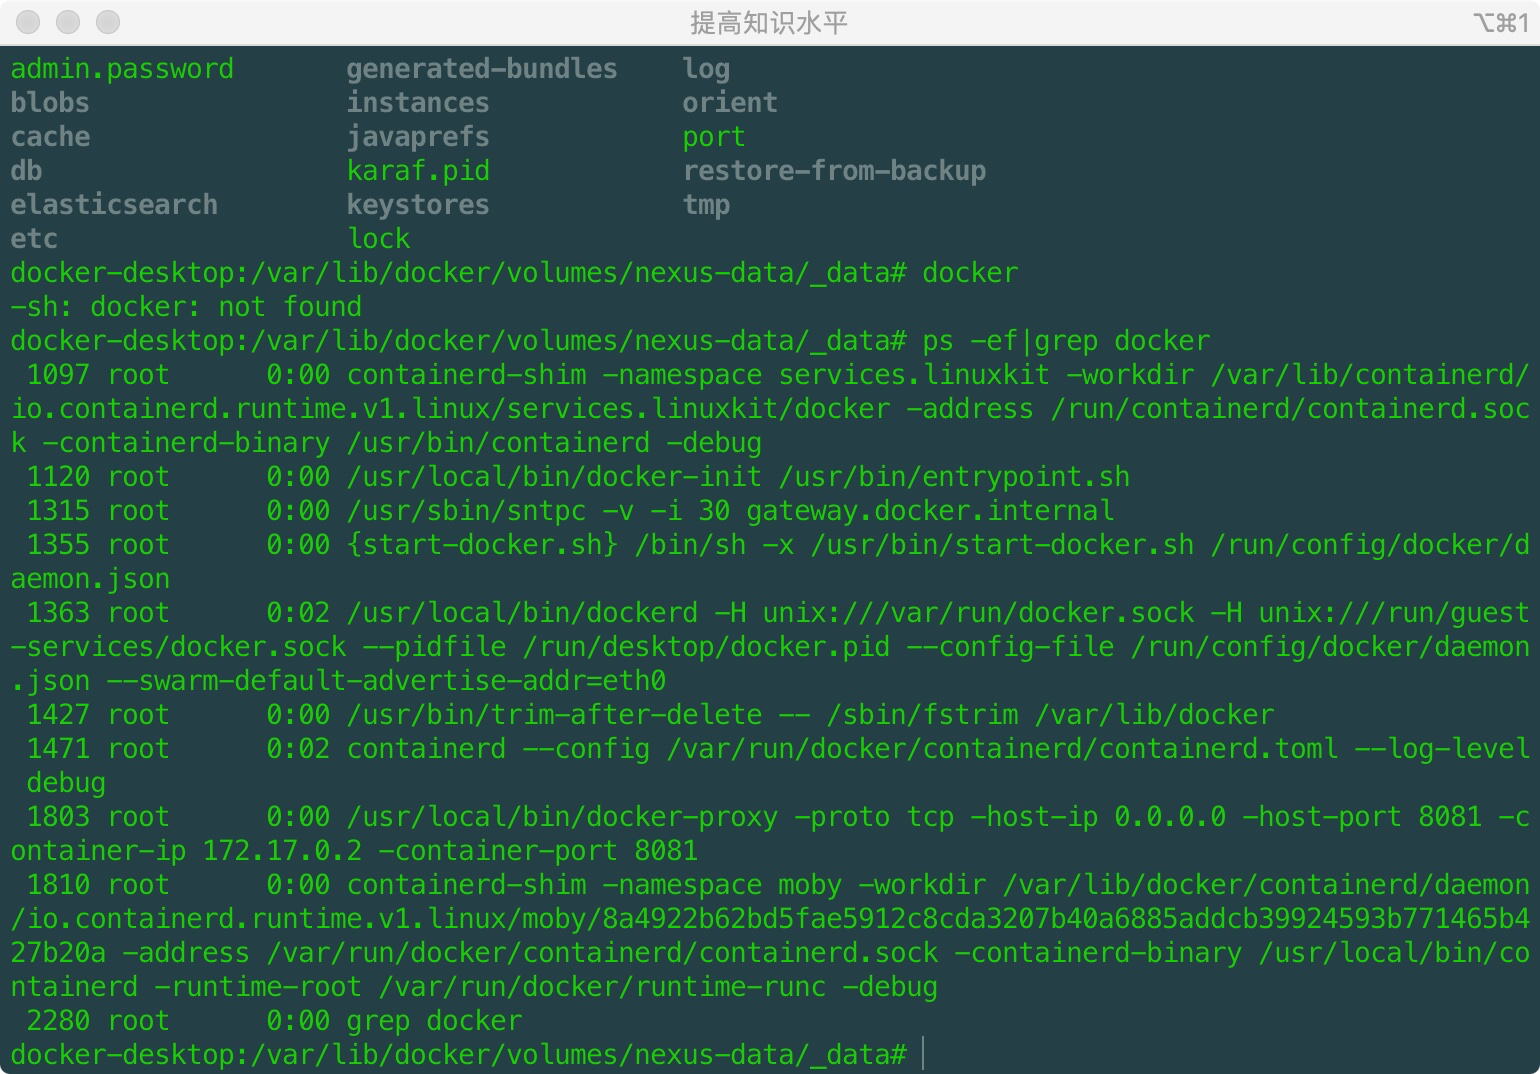 提高知识水平 ⌥⌘1
admin.password generated-bundles log
blobs instances orient
cache javaprefs port
db karaf.pid restore-from-backup
elasticsearch keystores tmp
etc lock
docker-desktop:/var/lib/docker/volumes/nexus-data/_data# docker
-sh: docker: not found
docker-desktop:/var/lib/docker/volumes/nexus-data/_data# ps -ef|grep docker
1097 root 0:00 containerd-shim -namespace services.linuxkit -workdir /var/lib/containerd/
io.containerd.runtime.v1.linux/services.linuxkit/docker -address /run/containerd/containerd.soc
k -containerd-binary /usr/bin/containerd -debug
1120 root 0:00 /usr/local/bin/docker-init /usr/bin/entrypoint.sh
1315 root 0:00 /usr/sbin/sntpc -v -i 30 gateway.docker.internal
1355 root 0:00 {start-docker.sh} /bin/sh -x /usr/bin/start-docker.sh /run/config/docker/d
aemon.json
1363 root 0:02 /usr/local/bin/dockerd -H unix:///var/run/docker.sock -H unix:///run/guest
-services/docker.sock --pidfile /run/desktop/docker.pid --config-file /run/config/docker/daemon
.json --swarm-default-advertise-addr=eth0
1427 root 0:00 /usr/bin/trim-after-delete -- /sbin/fstrim /var/lib/docker
1471 root 0:02 containerd --config /var/run/docker/containerd/containerd.toml --log-level
debug
1803 root 0:00 /usr/local/bin/docker-proxy -proto tcp -host-ip 0.0.0.0 -host-port 8081 -c
ontainer-ip 172.17.0.2 -container-port 8081
1810 root 0:00 containerd-shim -namespace moby -workdir /var/lib/docker/containerd/daemon
/io.containerd.runtime.v1.linux/moby/8a4922b62bd5fae5912c8cda3207b40a6885addcb39924593b771465b4
27b20a -address /var/run/docker/containerd/containerd.sock -containerd-binary /usr/local/bin/co
ntainerd -runtime-root /var/run/docker/runtime-runc -debug
2280 root 0:00 grep docker
docker-desktop:/var/lib/docker/volumes/nexus-data/_data#